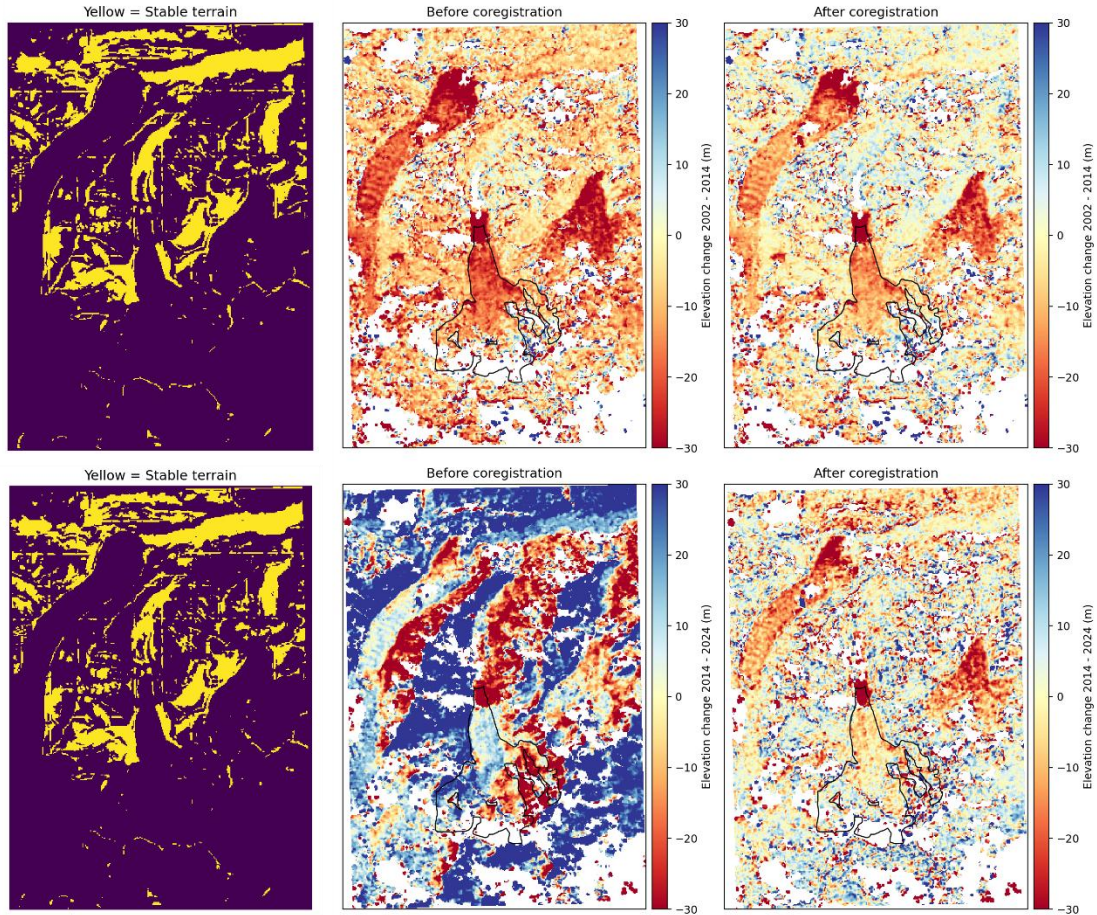 Yellow = Stable terrain
Before coregistration
After coregistration
30
20
10
0
−10
−20
−30
Elevation change 2002 - 2014 (m)
30
20
10
0
−10
−20
−30
Elevation change 2002 - 2014 (m)
Yellow = Stable terrain
Before coregistration
After coregistration
30
20
10
0
−10
−20
−30
Elevation change 2014 - 2024 (m)
30
20
10
0
−10
−20
−30
Elevation change 2014 - 2024 (m)